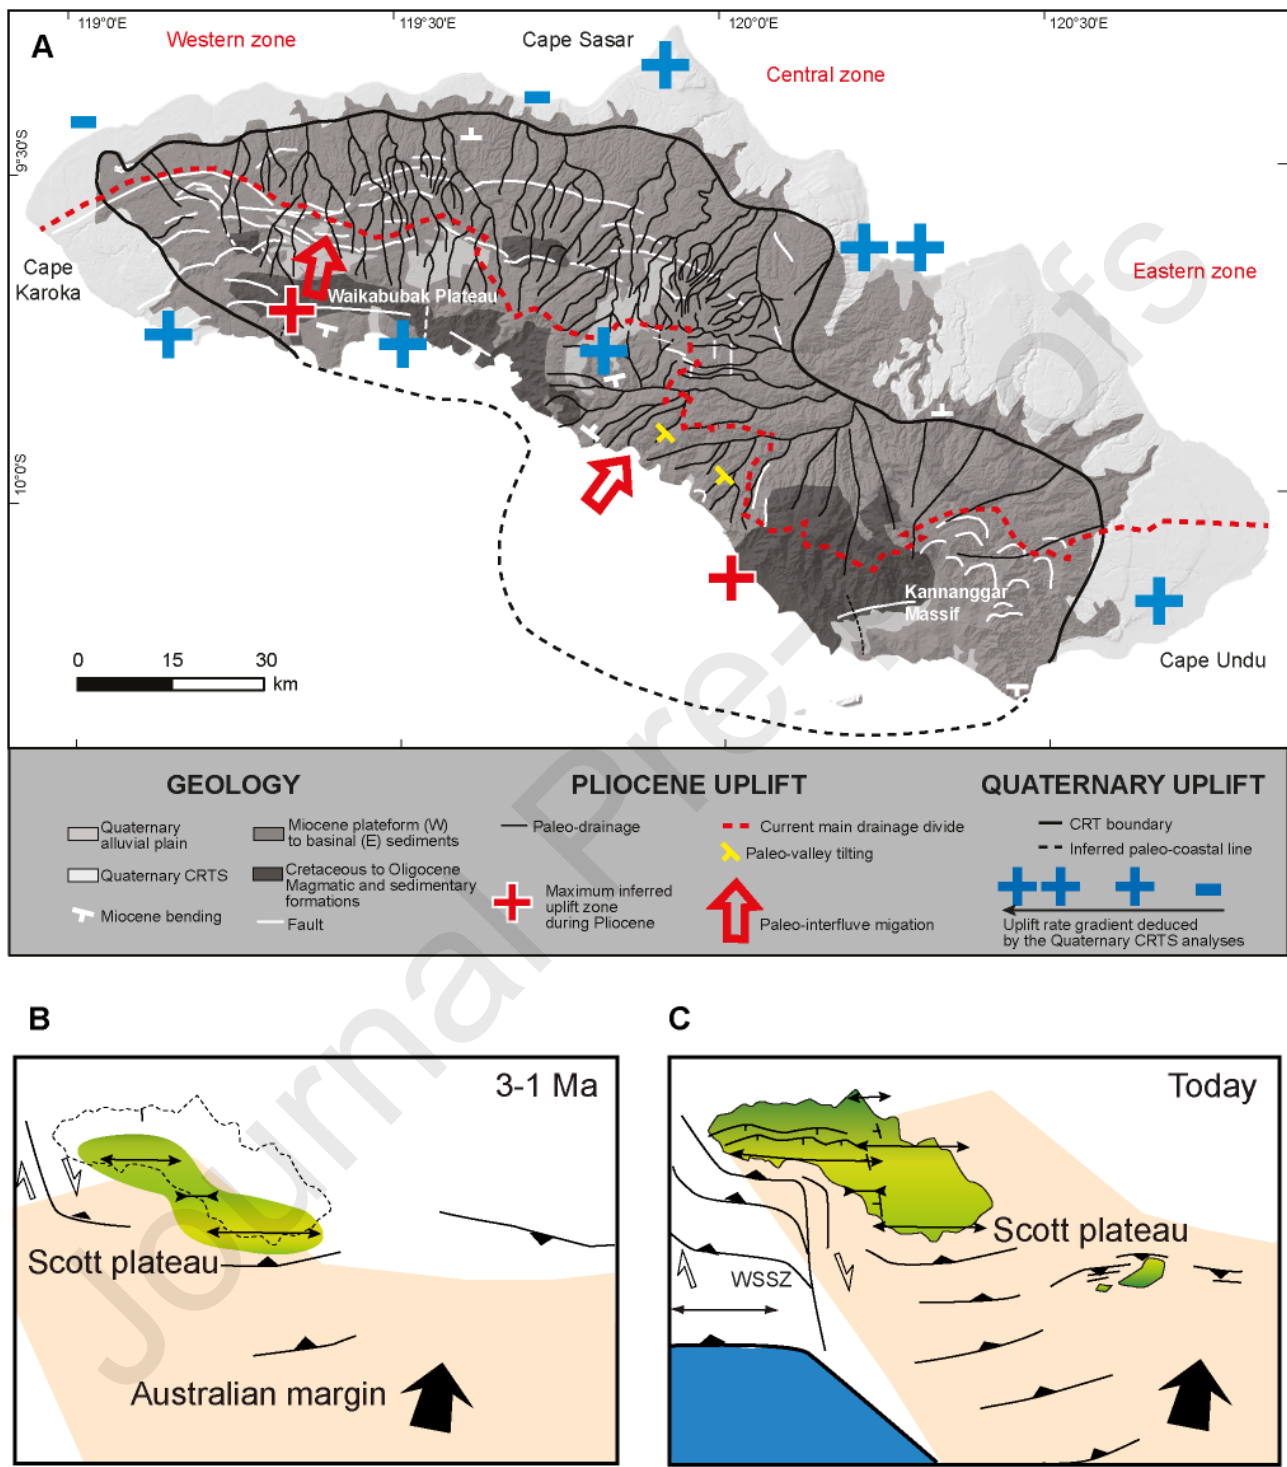 119°0'E
119°30'E
120°0'E
120°30'E
A
Western zone
Cape Sasar
Central zone
9°30'S
Eastern zone
Cape
Karoka
Waikabubak Plateau
10°0'S
Kannanggar
Massif
0 15 30
km
Cape Undu
GEOLOGY
Quaternary
alluvial plain
Miocene plateform (W)
to basinal (E) sediments
Quaternary CRTS
Cretaceous to Oligocene
Magmatic and sedimentary
formations
Miocene bending
Fault
PLIOCENE UPLIFT
Paleo-drainage
Current main drainage divide
Paleo-valley tilting
Maximum inferred
uplift zone
during Pliocene
Paleo-interfluve migation
QUATERNARY UPLIFT
CRT boundary
Inferred paleo-coastal line
Uplift rate gradient deduced
by the Quaternary CRTS analyses
B
3-1 Ma
Scott plateau
Australian margin
C
Today
Scott plateau
WSSZ
Journal Pre-proofs